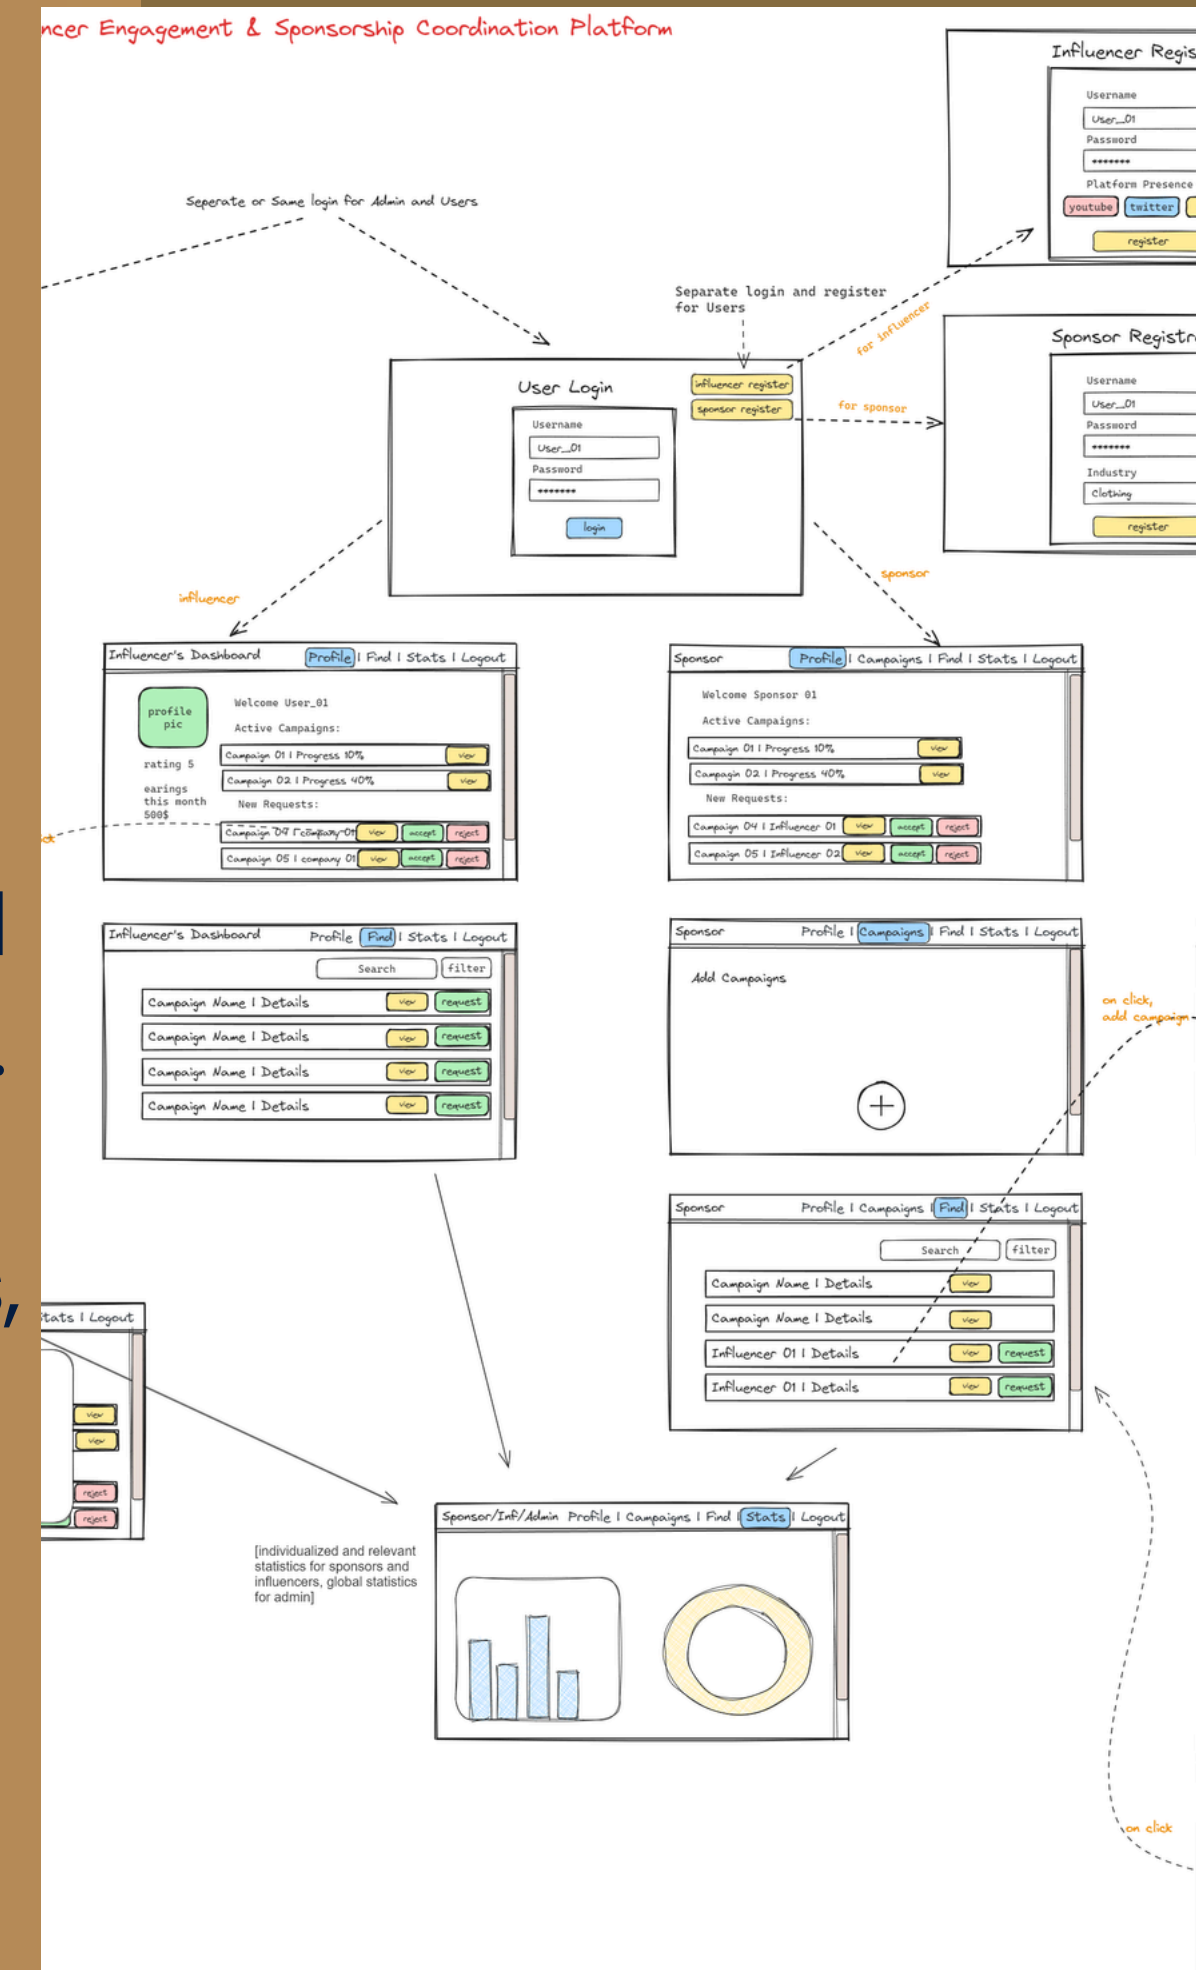 ncer Engagement & Sponsorship Coordination Platform
Seperate or Same login for Admin and Users
Separate login and register
for Users
for influencer
for sponsor
Influencer Regis
Username
User_01
Password
*******
Platform Presence
youtube twitter
register
Sponsor Registr
Username
User_01
Password
*******
Industry
Clothing
register
User Login
influencer register
sponsor register
Username
User_01
Password
*******
login
influencer
sponsor
Influencer's Dashboard Profile | Find | Stats | Logout
profile
pic
rating 5
earings
this month
500$
Welcome User_01
Active Campaigns:
Campaign 01 | Progress 10% view
Campaign 02 | Progress 40% view
New Requests:
Campaign 04 | company 01 view accept reject
Campaign 05 | company 01 view accept reject
Sponsor Profile | Campaigns | Find | Stats | Logout
Welcome Sponsor 01
Active Campaigns:
Campaign 01 | Progress 10% view
Campagin 02 | Progress 40% view
New Requests:
Campaign 04 | Influencer 01 view accept reject
Campaign 05 | Influencer 02 view accept reject
Influencer's Dashboard Profile | Find | Stats | Logout
Search filter
Campaign Name | Details view request
Campaign Name | Details view request
Campaign Name | Details view request
Campaign Name | Details view request
Sponsor Profile | Campaigns | Find | Stats | Logout
Add Campaigns
on click,
add campaign
Sponsor Profile | Campaigns | Find | Stats | Logout
Search filter
Campaign Name | Details view
Campaign Name | Details view
Influencer 01 | Details view request
Influencer 01 | Details view request
tats | Logout
view
view
reject
reject
Sponsor/Inf/Admin Profile | Campaigns | Find | Stats | Logout
[individualized and relevant
statistics for sponsors and
influencers, global statistics
for admin]
on click